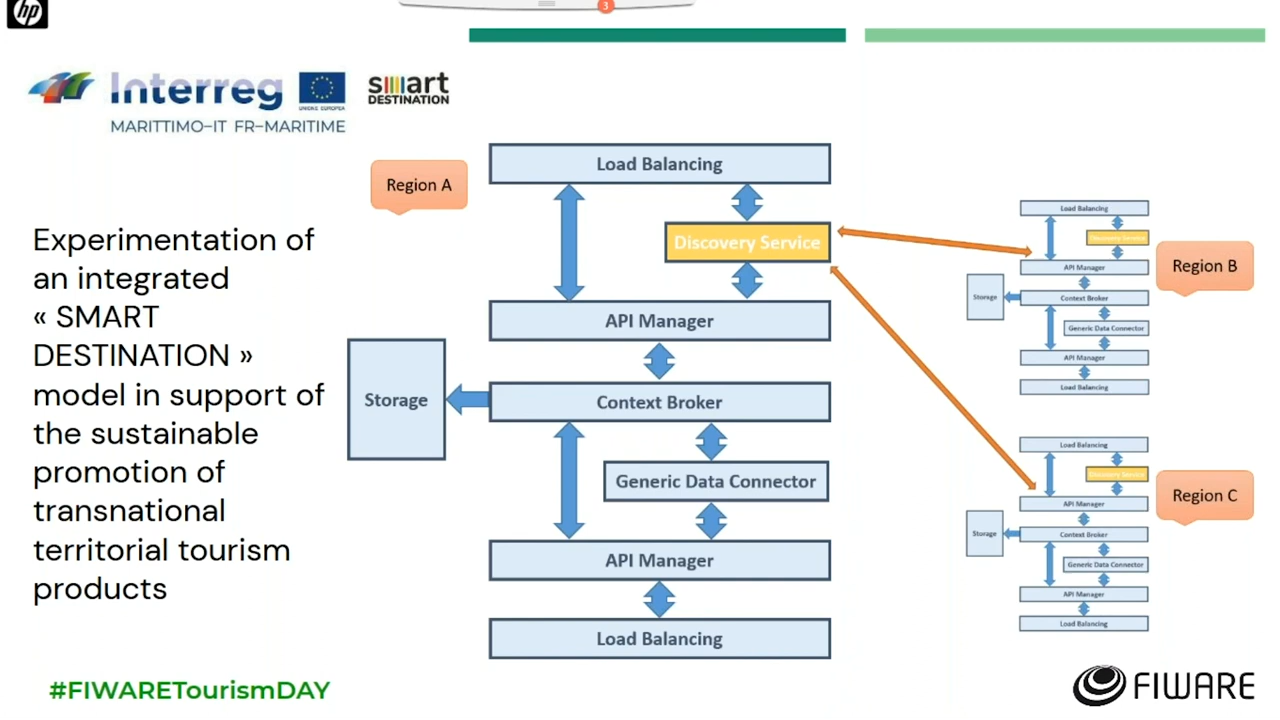 hp
3
Interreg
UNIONE EUROPEA
MARITTIMO-IT FR-MARITIME
smart
DESTINATION
Region A
Experimentation of
an integrated
« SMART
DESTINATION »
model in support of
the sustainable
promotion of
transnational
territorial tourism
products
Load Balancing
Discovery Service
API Manager
Storage
Context Broker
Generic Data Connector
API Manager
Load Balancing
Load Balancing
Discovery Service
Region B
API Manager
Storage
Context Broker
Generic Data Connector
API Manager
Load Balancing
Load Balancing
Discovery Service
Region C
API Manager
Storage
Context Broker
Generic Data Connector
API Manager
Load Balancing
#FIWARETourismDAY
FIWARE